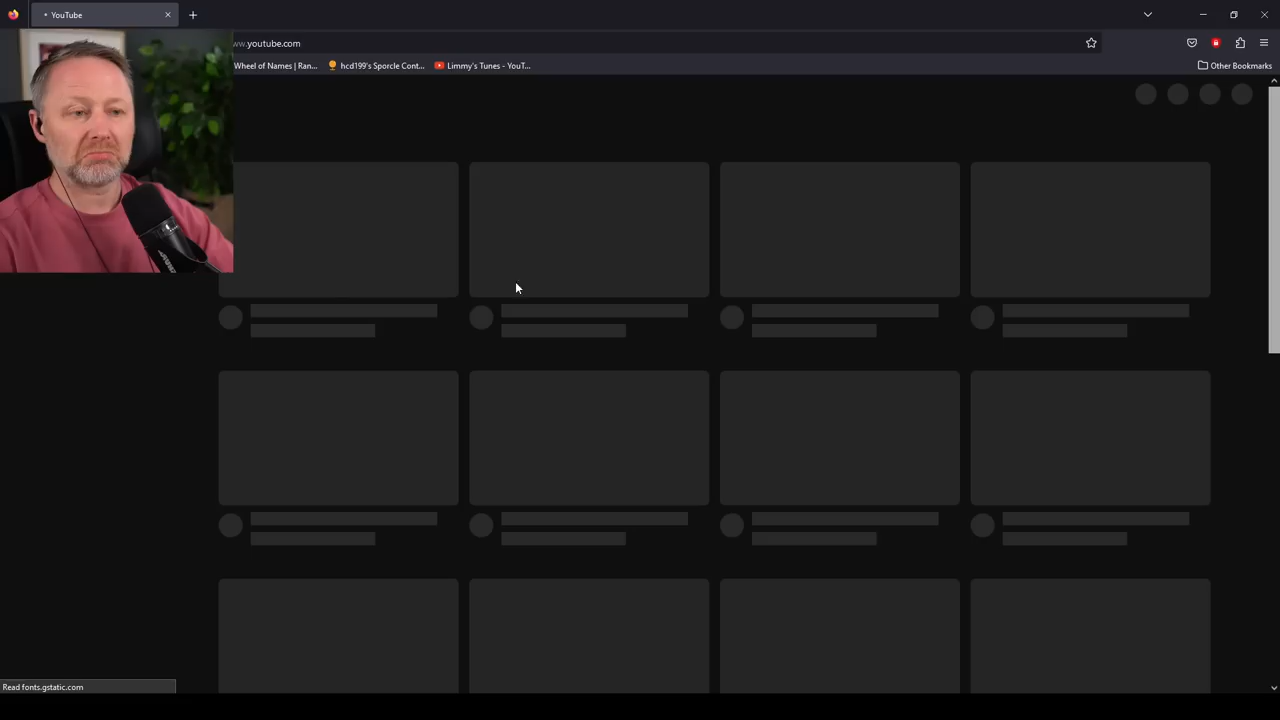 YouTube
ww.youtube.com
Wheel of Names | Ran...
hcd199's Sporcle Cont...
Limmy's Tunes - YouT...
Other Bookmarks
Read fonts.gstatic.com